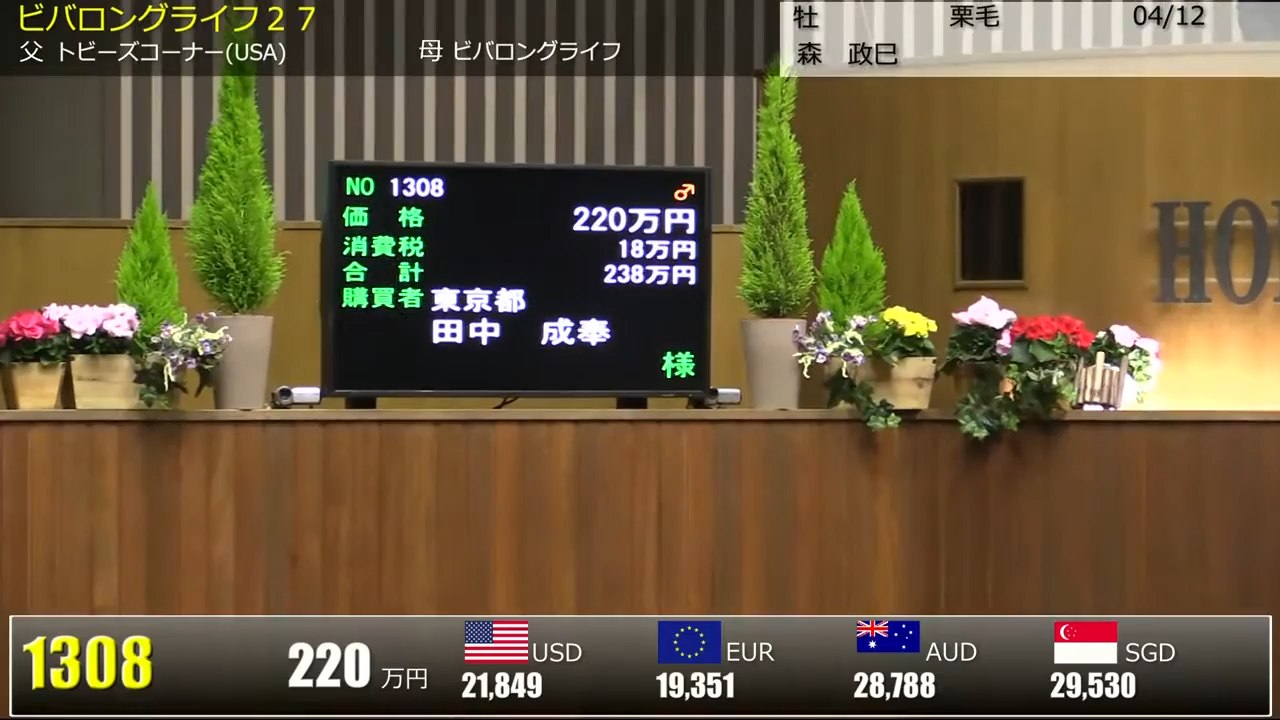 ビバロングライフ２７
父 トビーズコーナー(USA) 母 ビバロングライフ
牡 栗毛 04/12
森 政巳
NO 1308 ♂
価 格 220万円
消費税 18万円
合 計 238万円
購買者 東京都
田中 成奉
様
HO
1308 220 万円
USD 21,849
EUR 19,351
AUD 28,788
SGD 29,530